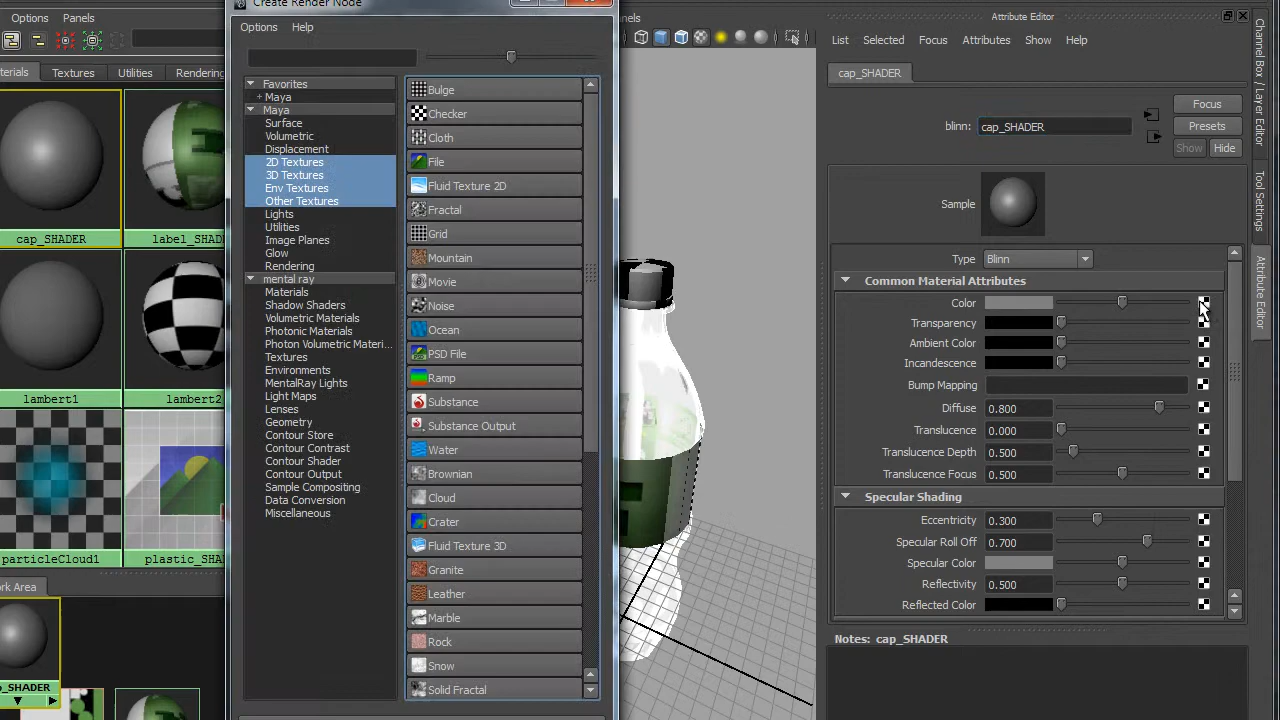 Options
Panels
terials
Textures
Utilities
Rendering
cap_SHADER
label_SHAD
lambert1
lambert2
particleCloud1
plastic_SHA
rk Area
p_SHADER
Create Render Node
Options
Help
Favorites
+ Maya
Maya
Surface
Volumetric
Displacement
2D Textures
3D Textures
Env Textures
Other Textures
Lights
Utilities
Image Planes
Glow
Rendering
mental ray
Materials
Shadow Shaders
Volumetric Materials
Photonic Materials
Photon Volumetric Materi...
Textures
Environments
MentalRay Lights
Light Maps
Lenses
Geometry
Contour Store
Contour Contrast
Contour Shader
Contour Output
Sample Compositing
Data Conversion
Miscellaneous
Bulge
Checker
Cloth
File
Fluid Texture 2D
Fractal
Grid
Mountain
Movie
Noise
Ocean
PSD File
Ramp
Substance
Substance Output
Water
Brownian
Cloud
Crater
Fluid Texture 3D
Granite
Leather
Marble
Rock
Snow
Solid Fractal
nels
Attribute Editor
List Selected Focus Attributes Show Help
cap_SHADER
Focus
blinn: cap_SHADER
Presets
Show Hide
Sample
Type Blinn
Common Material Attributes
Color
Transparency
Ambient Color
Incandescence
Bump Mapping
Diffuse 0.800
Translucence 0.000
Translucence Depth 0.500
Translucence Focus 0.500
Specular Shading
Eccentricity 0.300
Specular Roll Off 0.700
Specular Color
Reflectivity 0.500
Reflected Color
Notes: cap_SHADER
Channel Box / Layer Editor
Tool Settings
Attribute Editor